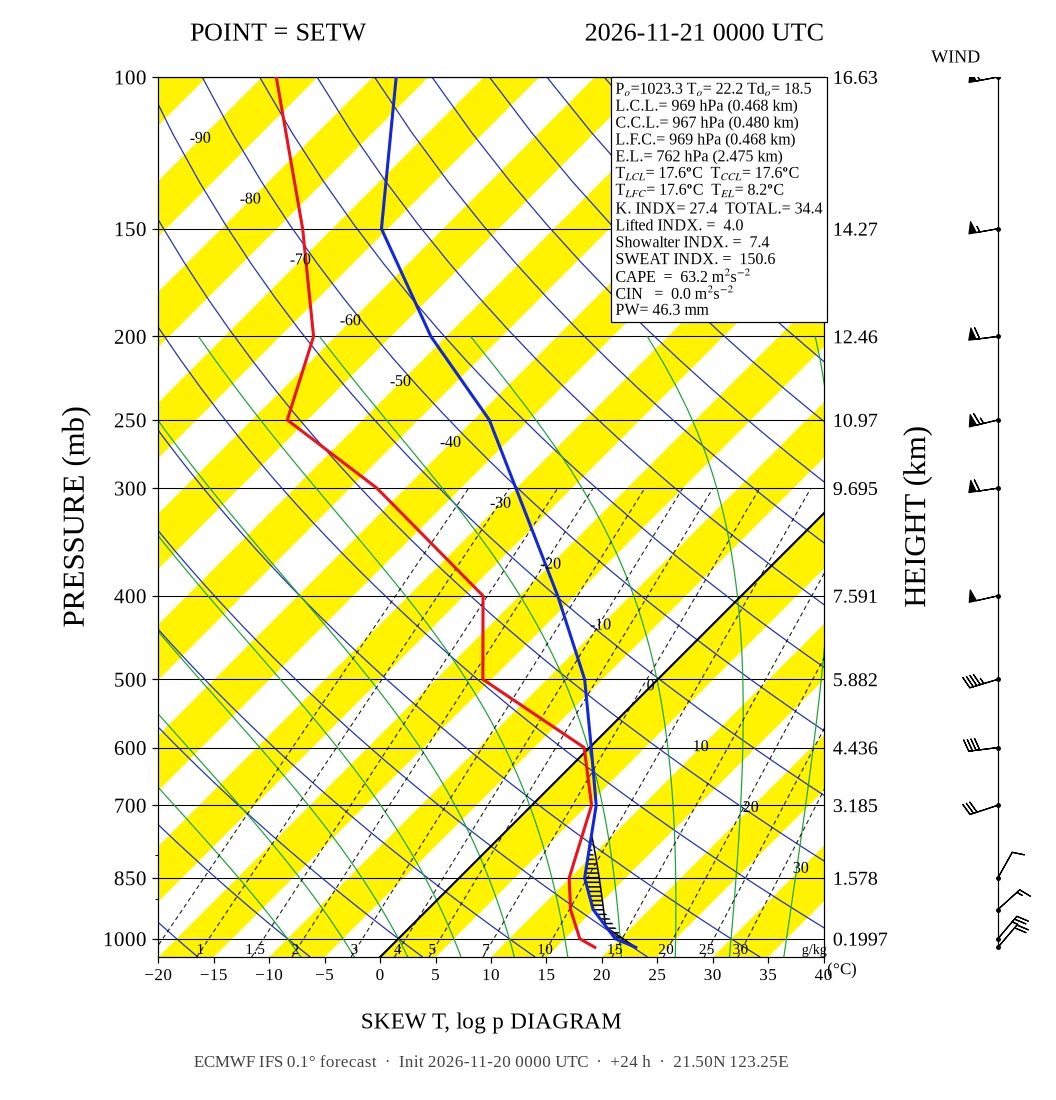 POINT = SETW 2026-11-21 0000 UTC
WIND
100 16.63
Pₒ=1023.3 Tₒ= 22.2 Tdₒ= 18.5
L.C.L.= 969 hPa (0.468 km)
C.C.L.= 967 hPa (0.480 km)
L.F.C.= 969 hPa (0.468 km)
E.L.= 762 hPa (2.475 km)
T_LCL= 17.6°C T_CCL= 17.6°C
T_LFC= 17.6°C T_EL= 8.2°C
K. INDX= 27.4 TOTAL.= 34.4
Lifted INDX. = 4.0
Showalter INDX. = 7.4
SWEAT INDX. = 150.6
CAPE = 63.2 m²s⁻²
CIN = 0.0 m²s⁻²
PW= 46.3 mm
-90
-80
150 14.27
-70
-60
200 12.46
-50
250 10.97
-40
300 9.695
-30
PRESSURE (mb)
HEIGHT (km)
-20
400 7.591
-10
500 5.882
0
10
600 4.436
20
700 3.185
30
850 1.578
1000 0.1997
1 1.5 2 3 4 5 7 10 15 20 25 30 g/kg
−20 −15 −10 −5 0 5 10 15 20 25 30 35 40 (°C)
SKEW T, log p DIAGRAM
ECMWF IFS 0.1° forecast · Init 2026-11-20 0000 UTC · +24 h · 21.50N 123.25E